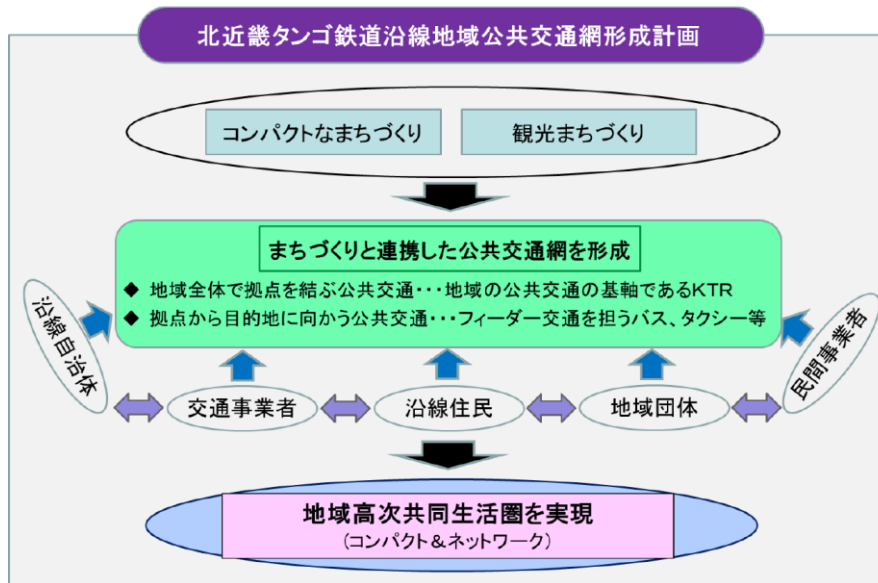 北近畿タンゴ鉄道沿線地域公共交通網形成計画
コンパクトなまちづくり
観光まちづくり
まちづくりと連携した公共交通網を形成
◆ 地域全体で拠点を結ぶ公共交通･･･地域の公共交通の基軸であるKTR
◆ 拠点から目的地に向かう公共交通･･･フィーダー交通を担うバス、タクシー等
沿線自治体
交通事業者
沿線住民
地域団体
民間事業者
地域高次共同生活圏を実現
(コンパクト＆ネットワーク)